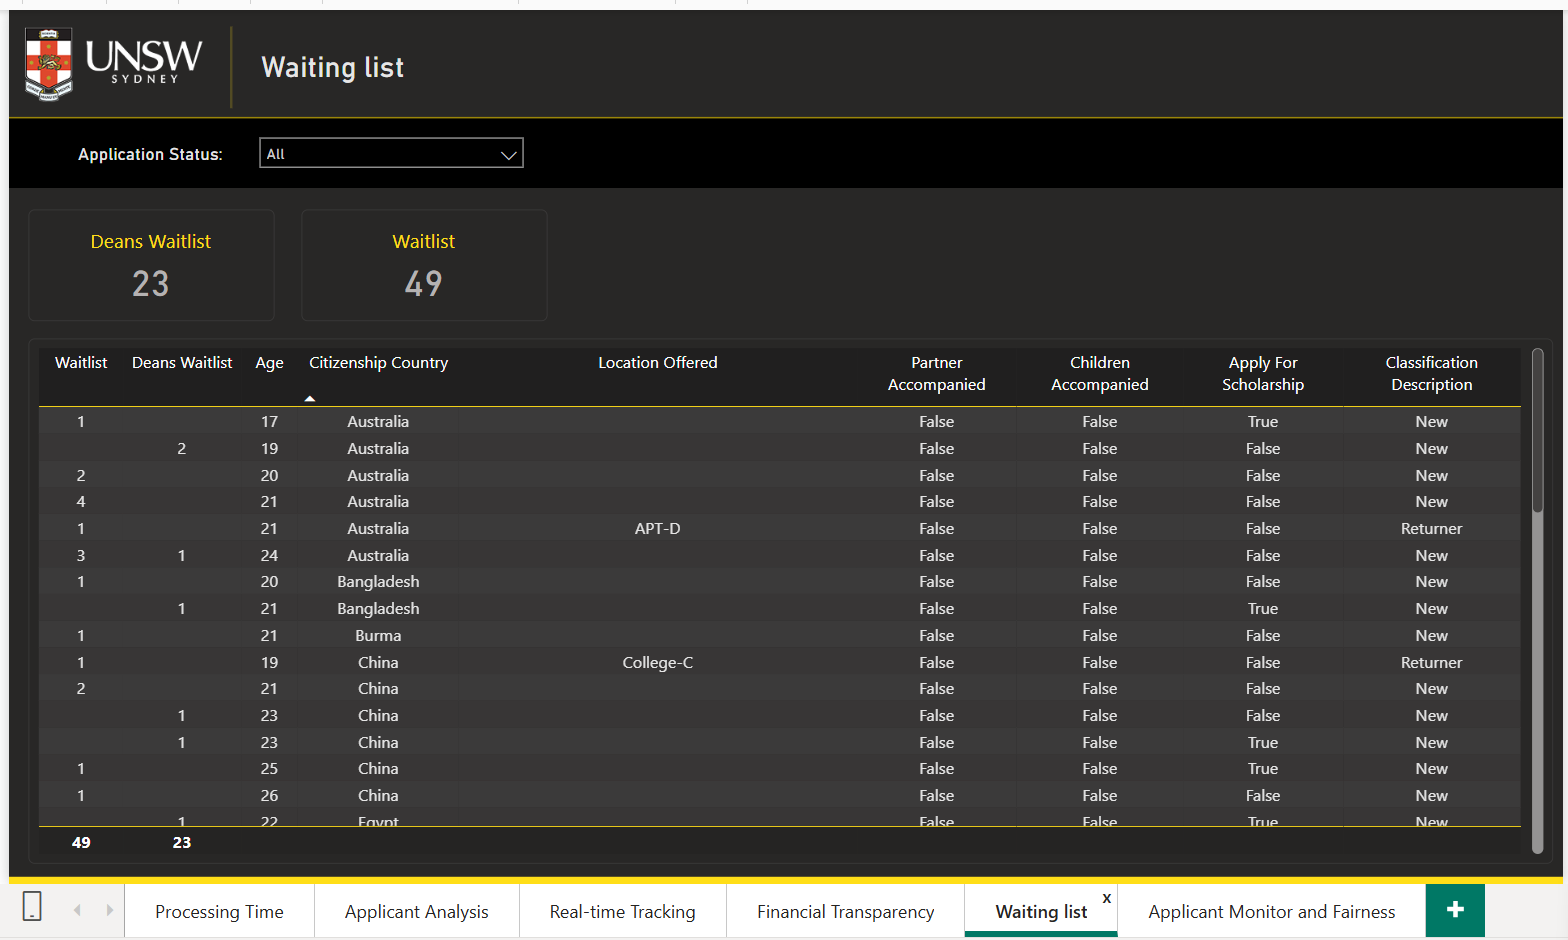 UNSW
SYDNEY
Waiting list
Application Status:
All
Deans Waitlist
23
Waitlist
49
Waitlist Deans Waitlist Age Citizenship Country Location Offered Partner Accompanied Children Accompanied Apply For Scholarship Classification Description
1 17 Australia False False True New
2 19 Australia False False False New
2 20 Australia False False False New
4 21 Australia False False False New
1 21 Australia APT-D False False False Returner
3 1 24 Australia False False False New
1 20 Bangladesh False False False New
1 21 Bangladesh False False True New
1 21 Burma False False False New
1 19 China College-C False False False Returner
2 21 China False False False New
1 23 China False False False New
1 23 China False False True New
1 25 China False False True New
1 26 China False False False New
1 22 Egypt False False True New
49 23
Processing Time
Applicant Analysis
Real-time Tracking
Financial Transparency
Waiting list
x
Applicant Monitor and Fairness
+